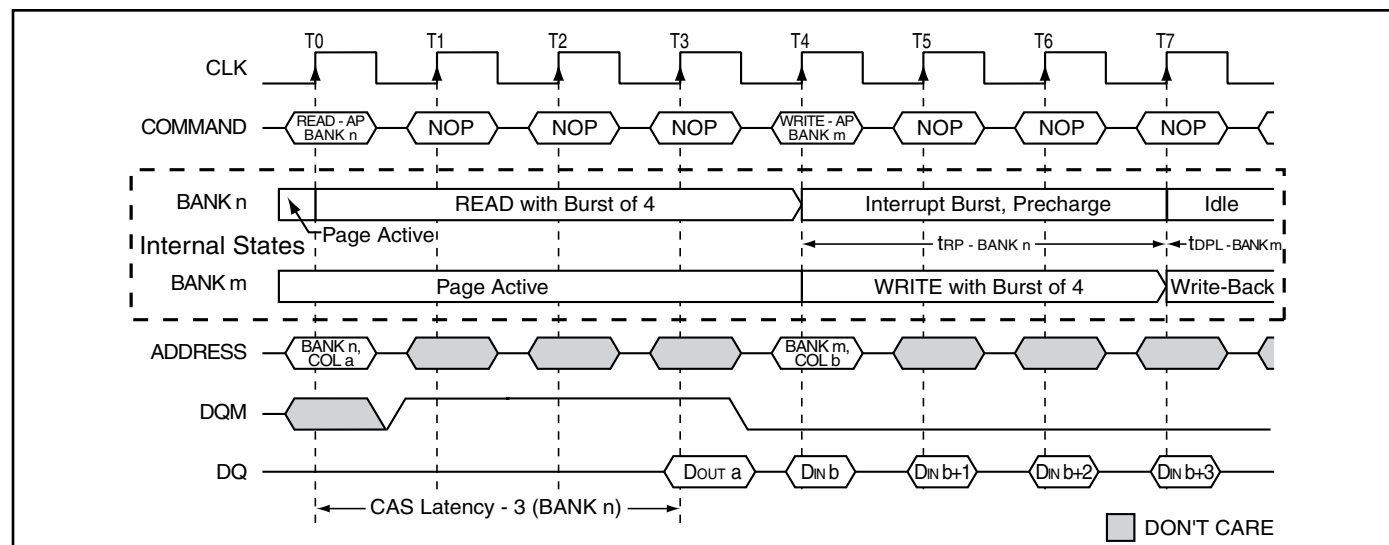 T0 T1 T2 T3 T4 T5 T6 T7
CLK
COMMAND READ - AP BANK n NOP NOP NOP WRITE - AP BANK m NOP NOP NOP
BANK n READ with Burst of 4 Interrupt Burst, Precharge Idle
Page Active
Internal States tRP - BANK n tDPL - BANK m
BANK m Page Active WRITE with Burst of 4 Write-Back
ADDRESS BANK n, COL a BANK m, COL b
DQM
DQ DOUT a DIN b DIN b+1 DIN b+2 DIN b+3
CAS Latency - 3 (BANK n)
DON'T CARE